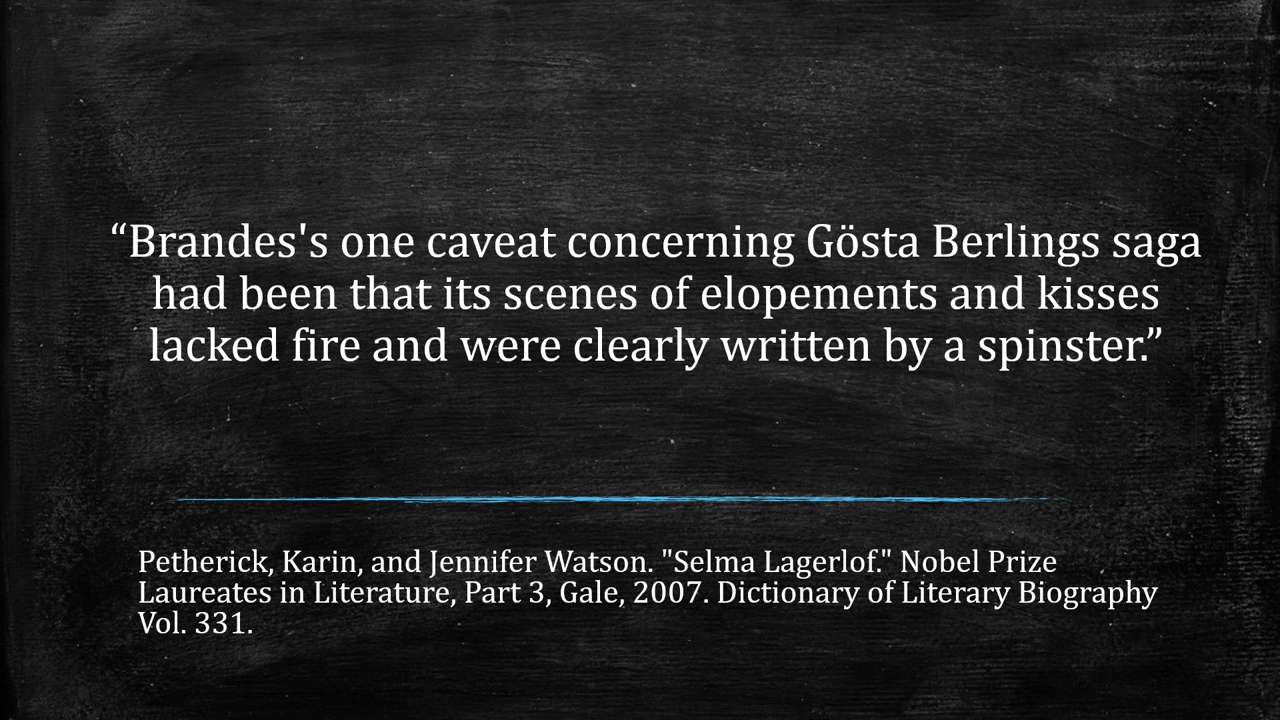 “Brandes's one caveat concerning Gösta Berlings saga
had been that its scenes of elopements and kisses
lacked fire and were clearly written by a spinster.”
Petherick, Karin, and Jennifer Watson. "Selma Lagerlof." Nobel Prize
Laureates in Literature, Part 3, Gale, 2007. Dictionary of Literary Biography
Vol. 331.